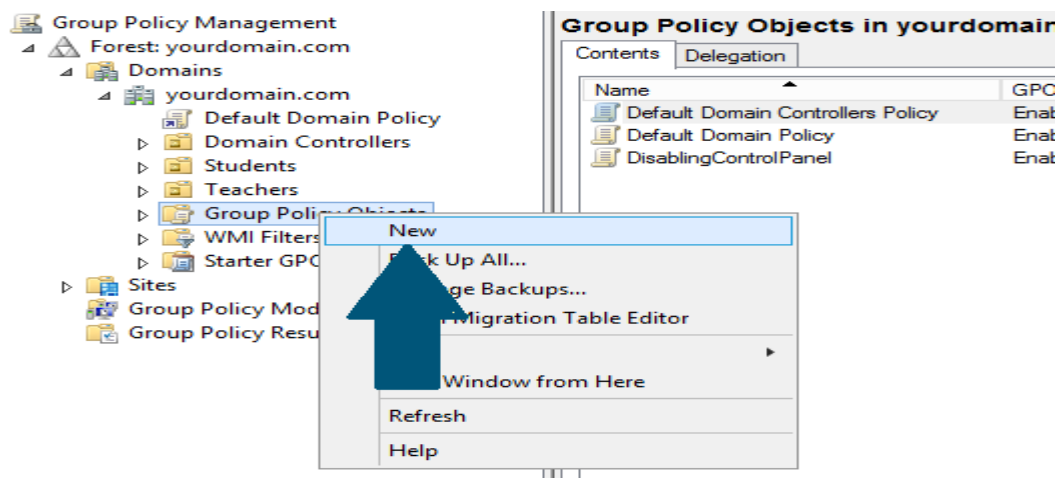 Group Policy Management
Forest: yourdomain.com
Domains
yourdomain.com
Default Domain Policy
Domain Controllers
Students
Teachers
Group Policy Objects
WMI Filters
Starter GPO
Sites
Group Policy Mod
Group Policy Resu
New
Up All...
Backups...
Migration Table Editor
Window from Here
Refresh
Help
Group Policy Objects in yourdomain
Contents
Delegation
Name GPO
Default Domain Controllers Policy Enab
Default Domain Policy Enab
DisablingControlPanel Enab